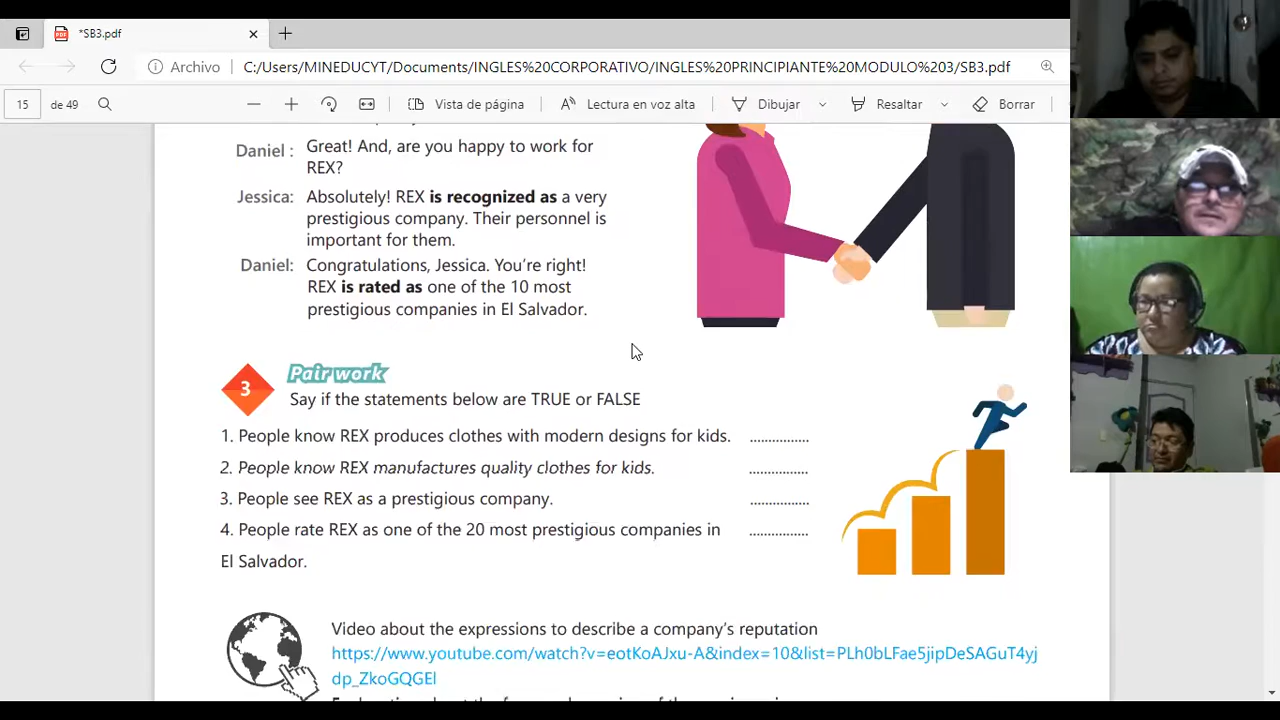 *SB3.pdf
Archivo
C:/Users/MINEDUCYT/Documents/INGLES%20CORPORATIVO/INGLES%20PRINCIPIANTE%20MODULO%203/SB3.pdf
15
de 49
Vista de página
Lectura en voz alta
Dibujar
Resaltar
Borrar
Daniel : Great! And, are you happy to work for
REX?
Jessica: Absolutely! REX is recognized as a very
prestigious company. Their personnel is
important for them.
Daniel: Congratulations, Jessica. You're right!
REX is rated as one of the 10 most
prestigious companies in El Salvador.
3
Pair work
Say if the statements below are TRUE or FALSE
1. People know REX produces clothes with modern designs for kids. ................
2. People know REX manufactures quality clothes for kids. ................
3. People see REX as a prestigious company. ................
4. People rate REX as one of the 20 most prestigious companies in ................
El Salvador.
Video about the expressions to describe a company's reputation
https://www.youtube.com/watch?v=eotKoAJxu-A&index=10&list=PLh0bLFae5jipDeSAGuT4yj
dp_ZkoGQGEl